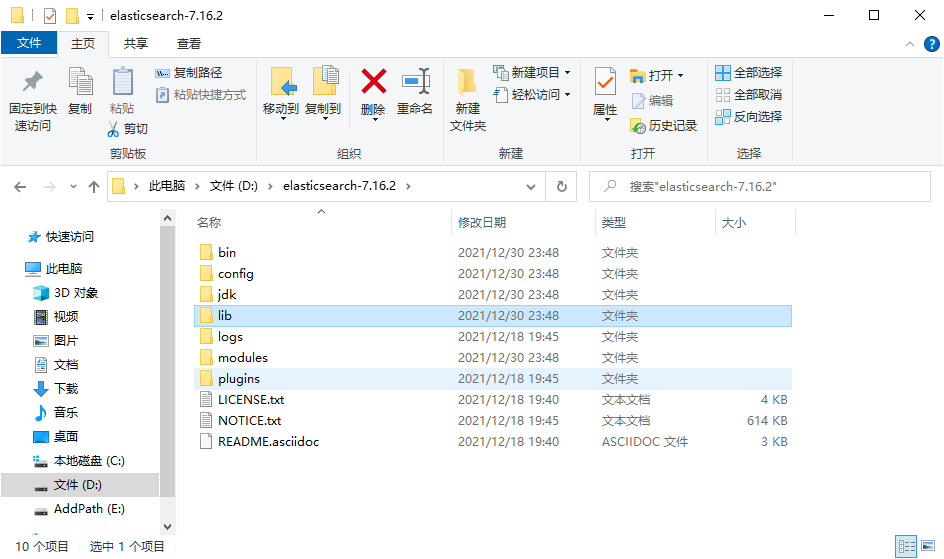 elasticsearch-7.16.2
文件 主页 共享 查看
固定到快速访问 复制 粘贴 复制路径 粘贴快捷方式 剪切 移动到 复制到 删除 重命名 新建文件夹 新建项目 轻松访问 属性 打开 编辑 历史记录 全部选择 全部取消 反向选择
剪贴板 组织 新建 打开 选择
此电脑 文件 (D:) elasticsearch-7.16.2 搜索"elasticsearch-7.16.2"
快速访问
此电脑
3D 对象
视频
图片
文档
下载
音乐
桌面
本地磁盘 (C:)
文件 (D:)
AddPath (E:)
名称 修改日期 类型 大小
bin 2021/12/30 23:48 文件夹
config 2021/12/30 23:48 文件夹
jdk 2021/12/30 23:48 文件夹
lib 2021/12/30 23:48 文件夹
logs 2021/12/18 19:45 文件夹
modules 2021/12/30 23:48 文件夹
plugins 2021/12/18 19:45 文件夹
LICENSE.txt 2021/12/18 19:40 文本文档 4 KB
NOTICE.txt 2021/12/18 19:45 文本文档 614 KB
README.asciidoc 2021/12/18 19:40 ASCIIDOC 文件 3 KB
10 个项目 选中 1 个项目